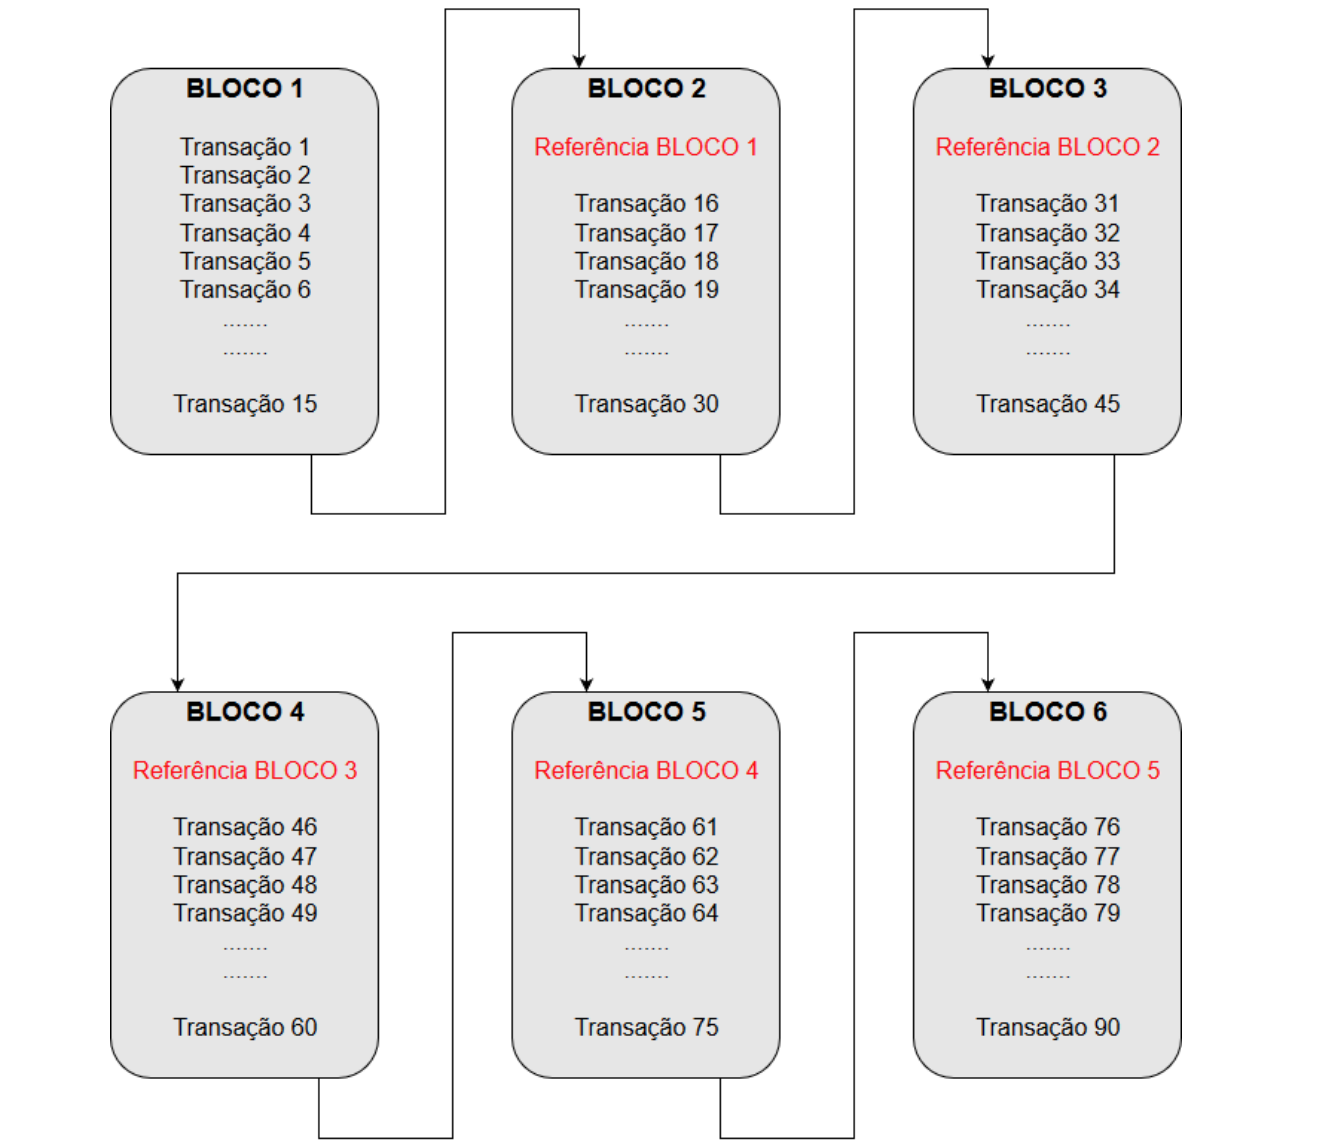 BLOCO 1
Transação 1
Transação 2
Transação 3
Transação 4
Transação 5
Transação 6
.......
.......
Transação 15
BLOCO 2
Referência BLOCO 1
Transação 16
Transação 17
Transação 18
Transação 19
.......
.......
Transação 30
BLOCO 3
Referência BLOCO 2
Transação 31
Transação 32
Transação 33
Transação 34
.......
.......
Transação 45
BLOCO 4
Referência BLOCO 3
Transação 46
Transação 47
Transação 48
Transação 49
.......
.......
Transação 60
BLOCO 5
Referência BLOCO 4
Transação 61
Transação 62
Transação 63
Transação 64
.......
.......
Transação 75
BLOCO 6
Referência BLOCO 5
Transação 76
Transação 77
Transação 78
Transação 79
.......
.......
Transação 90